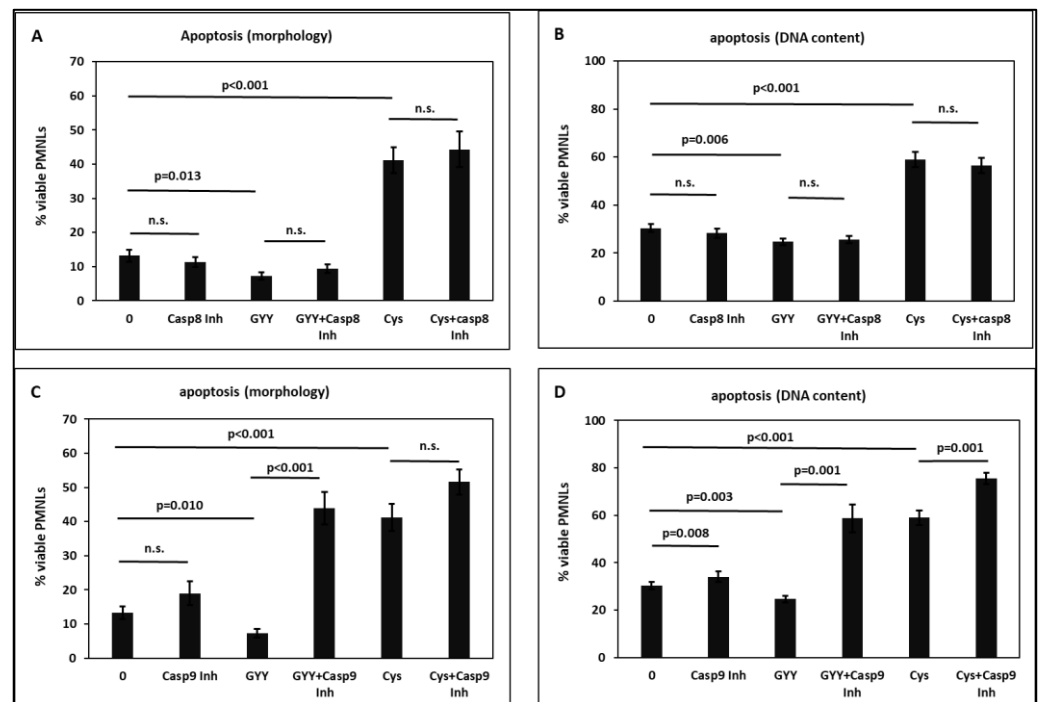 A
Apoptosis (morphology)
% viable PMNLs
70
60
50
40
30
20
10
0
p<0.001
n.s.
p=0.013
n.s.
n.s.
0 Casp8 Inh GYY GYY+Casp8 Inh Cys Cys+casp8 Inh
B
apoptosis (DNA content)
% viable PMNLs
100
80
60
40
20
0
p<0.001
n.s.
p=0.006
n.s.
n.s.
0 Casp8 Inh GYY GYY+Casp8 Inh Cys Cys+casp8 Inh
C
apoptosis (morphology)
% viable PMNLs
70
60
50
40
30
20
10
0
p<0.001
n.s.
p<0.001
p=0.010
n.s.
0 Casp9 Inh GYY GYY+Casp9 Inh Cys Cys+Casp9 Inh
D
apoptosis (DNA content)
% viable PMNLs
100
80
60
40
20
0
p<0.001
p=0.001
p=0.001
p=0.003
p=0.008
0 Casp9 Inh GYY GYY+Casp9 Inh Cys Cys+Casp9 Inh